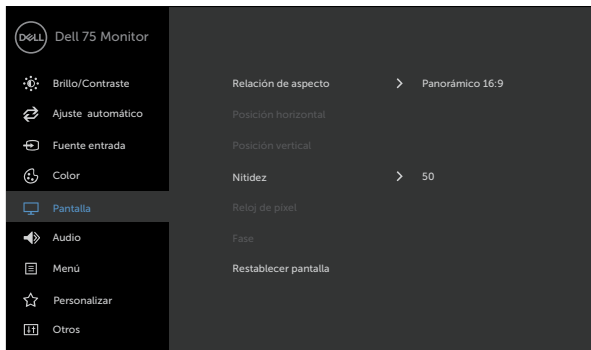 DELL Dell 75 Monitor
Brillo/Contraste
Ajuste automático
Fuente entrada
Color
Pantalla
Audio
Menú
Personalizar
Otros
Relación de aspecto > Panorámico 16:9
Posición horizontal
Posición vertical
Nitidez > 50
Reloj de píxel
Fase
Restablecer pantalla